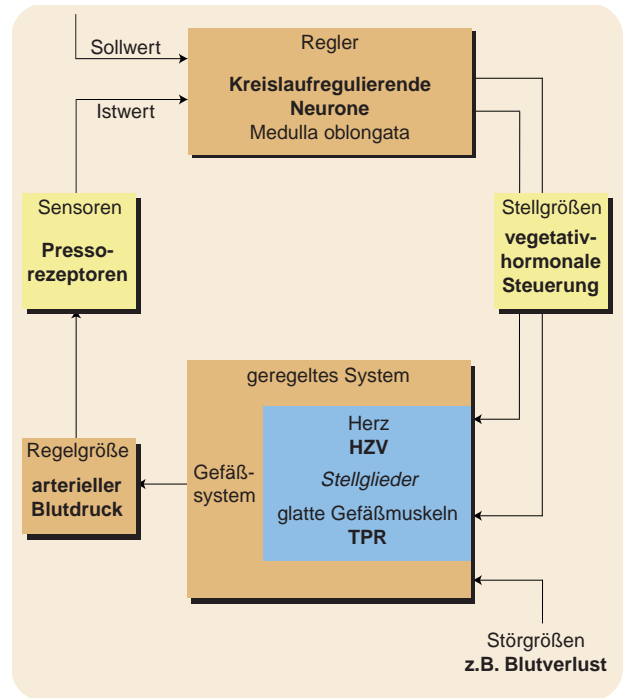 Sollwert
Istwert
Regler
Kreislaufregulierende
Neurone
Medulla oblongata
Sensoren
Presso-
rezeptoren
Stellgrößen
vegetativ-
hormonale
Steuerung
geregeltes System
Herz
HZV
Stellglieder
glatte Gefäßmuskeln
TPR
Gefäß-
system
Regelgröße
arterieller
Blutdruck
Störgrößen
z.B. Blutverlust